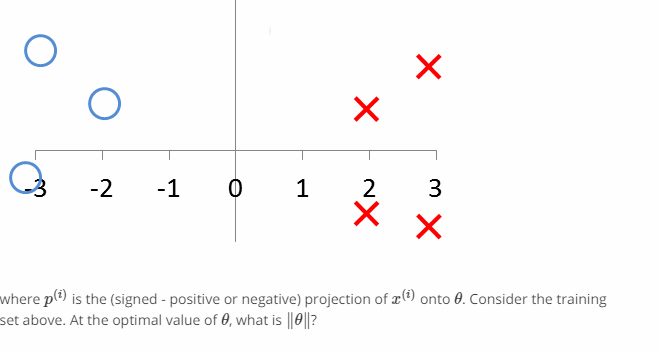 -3 -2 -1 0 1 2 3
where p^(i) is the (signed - positive or negative) projection of x^(i) onto θ. Consider the training
set above. At the optimal value of θ, what is ||θ||?